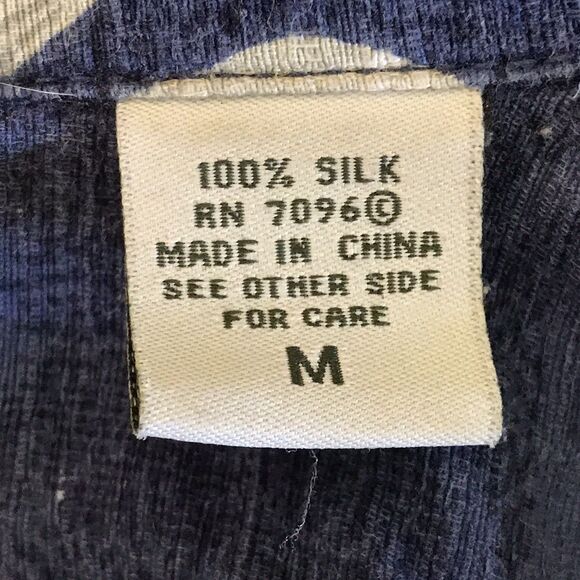 100% SILK
RN 7096©
MADE IN CHINA
SEE OTHER SIDE
FOR CARE
M